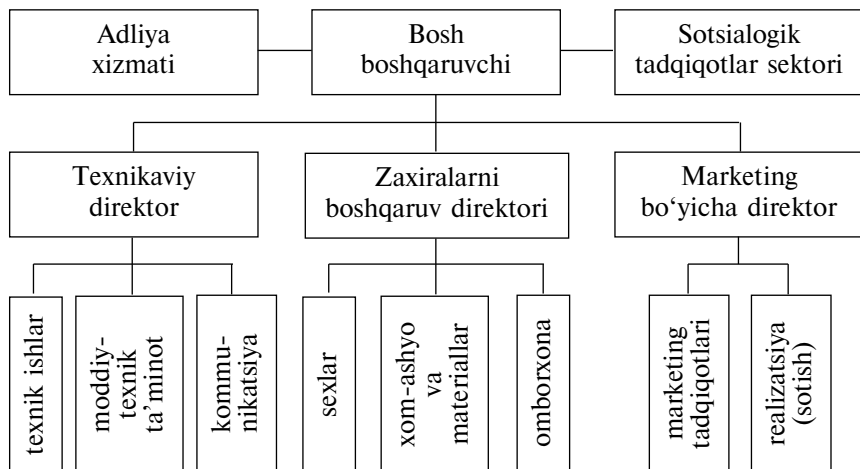 Adliya
xizmati
Bosh
boshqaruvchi
Sotsialogik
tadqiqotlar sektori
Texnikaviy
direktor
Zaxiralarni
boshqaruv direktori
Marketing
bo‘yicha direktor
texnik ishlar
moddiy-
texnik
ta’minot
kommu-
nikatsiya
sexlar
xom-ashyo
va
materiallar
omborxona
marketing
tadqiqotlari
realizatsiya
(sotish)